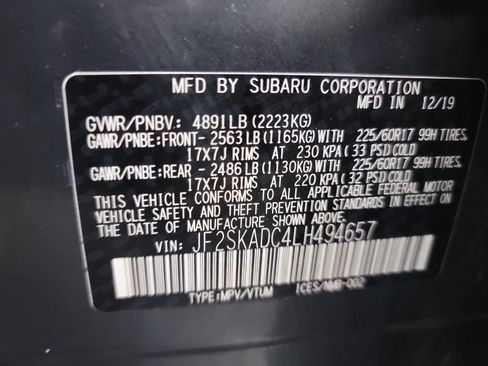 MFD BY SUBARU CORPORATION
MFD IN 12/19
GVWR/PNBV: 4891LB (2223KG)
GAWR/PNBE:FRONT- 2563LB (1165KG)WITH 225/60R17 99H TIRES,
17X7J RIMS AT 230 KPA (33 PSI)COLD
GAWR/PNBE:REAR - 2486LB (1130KG)WITH 225/60R17 99H TIRES,
17X7J RIMS AT 220 KPA (32 PSI)COLD
THIS VEHICLE CONFORMS TO ALL APPLICABLE FEDERAL MOTOR
VEHICLE SAFETY AND THEFT PREVENTION STANDARDS IN EFFECT ON
THE DATE OF MANUFACTURE SHOWN ABOVE.
VIN: JF2SKADC4LH494657
TYPE:MPV/VTUM ICES/NMB-002